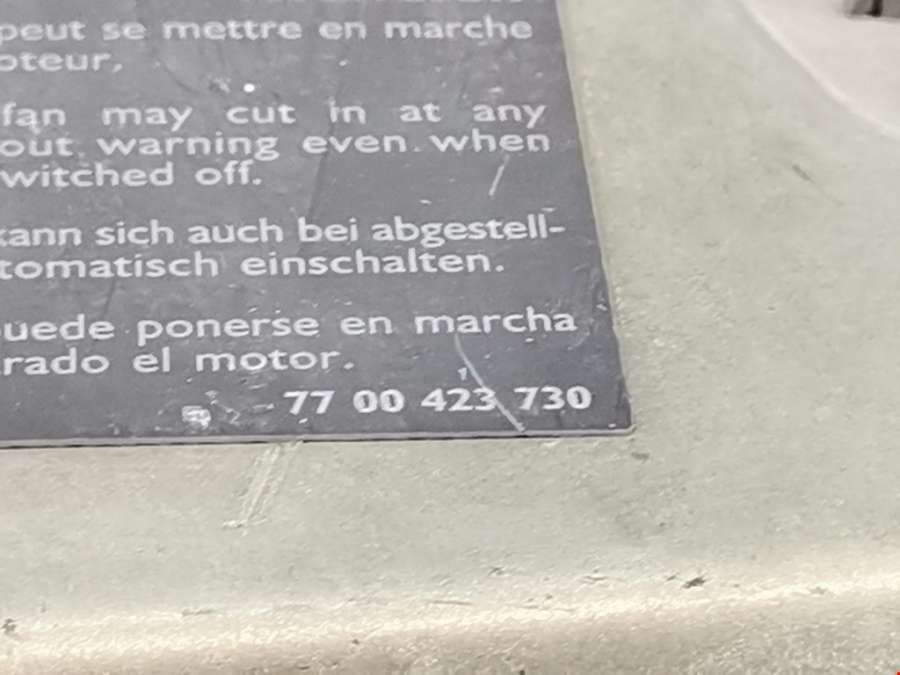 peut se mettre en marche
oteur,
fan may cut in at any
out warning even when
witched off.
kann sich auch bei abgestell-
tomatisch einschalten.
puede ponerse en marcha
rado el motor.
77 00 423 730